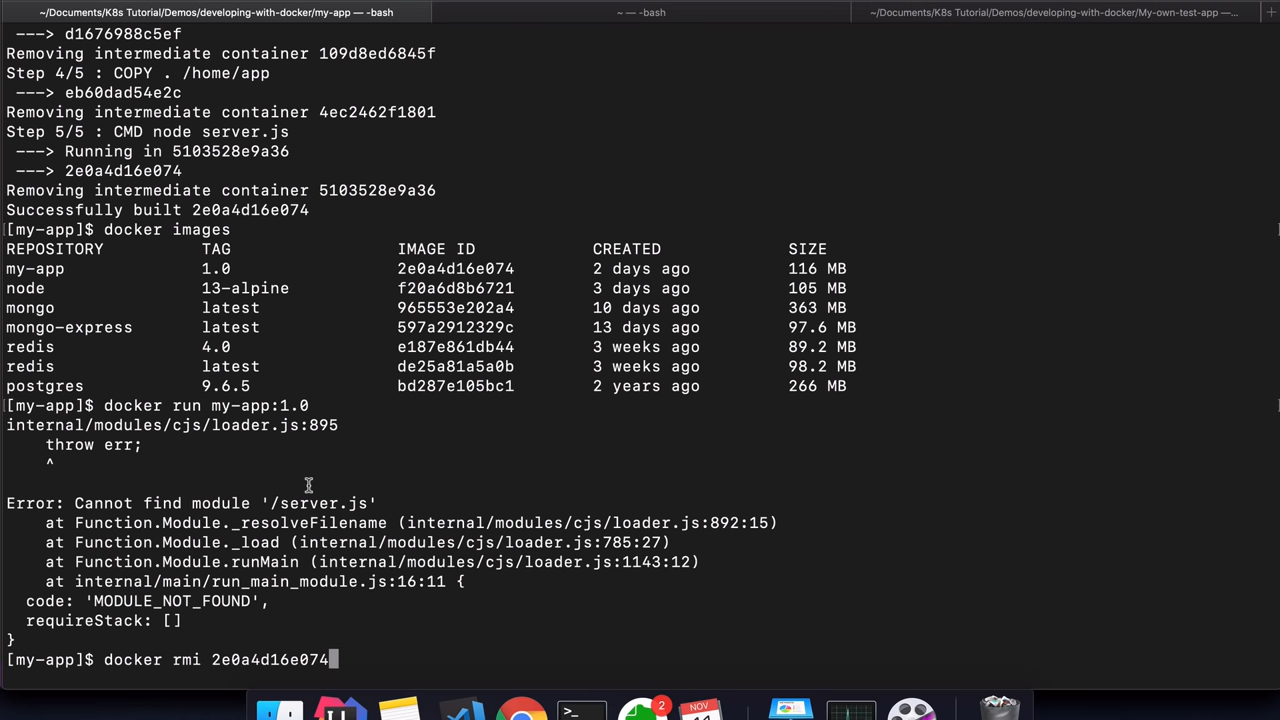 ~/Documents/K8s Tutorial/Demos/developing-with-docker/my-app — -bash
~ — -bash
~/Documents/K8s Tutorial/Demos/developing-with-docker/My-own-test-app —...
---> d1676988c5ef
Removing intermediate container 109d8ed6845f
Step 4/5 : COPY . /home/app
---> eb60dad54e2c
Removing intermediate container 4ec2462f1801
Step 5/5 : CMD node server.js
---> Running in 5103528e9a36
---> 2e0a4d16e074
Removing intermediate container 5103528e9a36
Successfully built 2e0a4d16e074
[my-app]$ docker images
REPOSITORY TAG IMAGE ID CREATED SIZE
my-app 1.0 2e0a4d16e074 2 days ago 116 MB
node 13-alpine f20a6d8b6721 3 days ago 105 MB
mongo latest 965553e202a4 10 days ago 363 MB
mongo-express latest 597a2912329c 13 days ago 97.6 MB
redis 4.0 e187e861db44 3 weeks ago 89.2 MB
redis latest de25a81a5a0b 3 weeks ago 98.2 MB
postgres 9.6.5 bd287e105bc1 2 years ago 266 MB
[my-app]$ docker run my-app:1.0
internal/modules/cjs/loader.js:895
throw err;
^
Error: Cannot find module '/server.js'
at Function.Module._resolveFilename (internal/modules/cjs/loader.js:892:15)
at Function.Module._load (internal/modules/cjs/loader.js:785:27)
at Function.Module.runMain (internal/modules/cjs/loader.js:1143:12)
at internal/main/run_main_module.js:16:11 {
code: 'MODULE_NOT_FOUND',
requireStack: []
}
[my-app]$ docker rmi 2e0a4d16e074
2
NOV